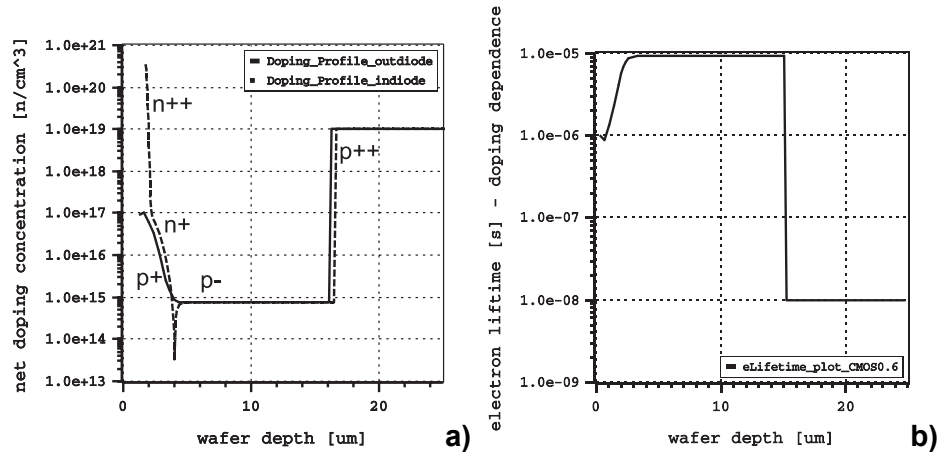 net doping concentration [n/cm^3]
1.0e+21
1.0e+20
1.0e+19
1.0e+18
1.0e+17
1.0e+16
1.0e+15
1.0e+14
1.0e+13
Doping_Profile_outdiode
Doping_Profile_indiode
n++
p++
n+
p+
p-
0
10
20
wafer depth [um]
a)
electron liftime [s] - doping dependence
1.0e-05
1.0e-06
1.0e-07
1.0e-08
1.0e-09
eLifetime_plot_CMOS0.6
0
10
20
wafer depth [um]
b)